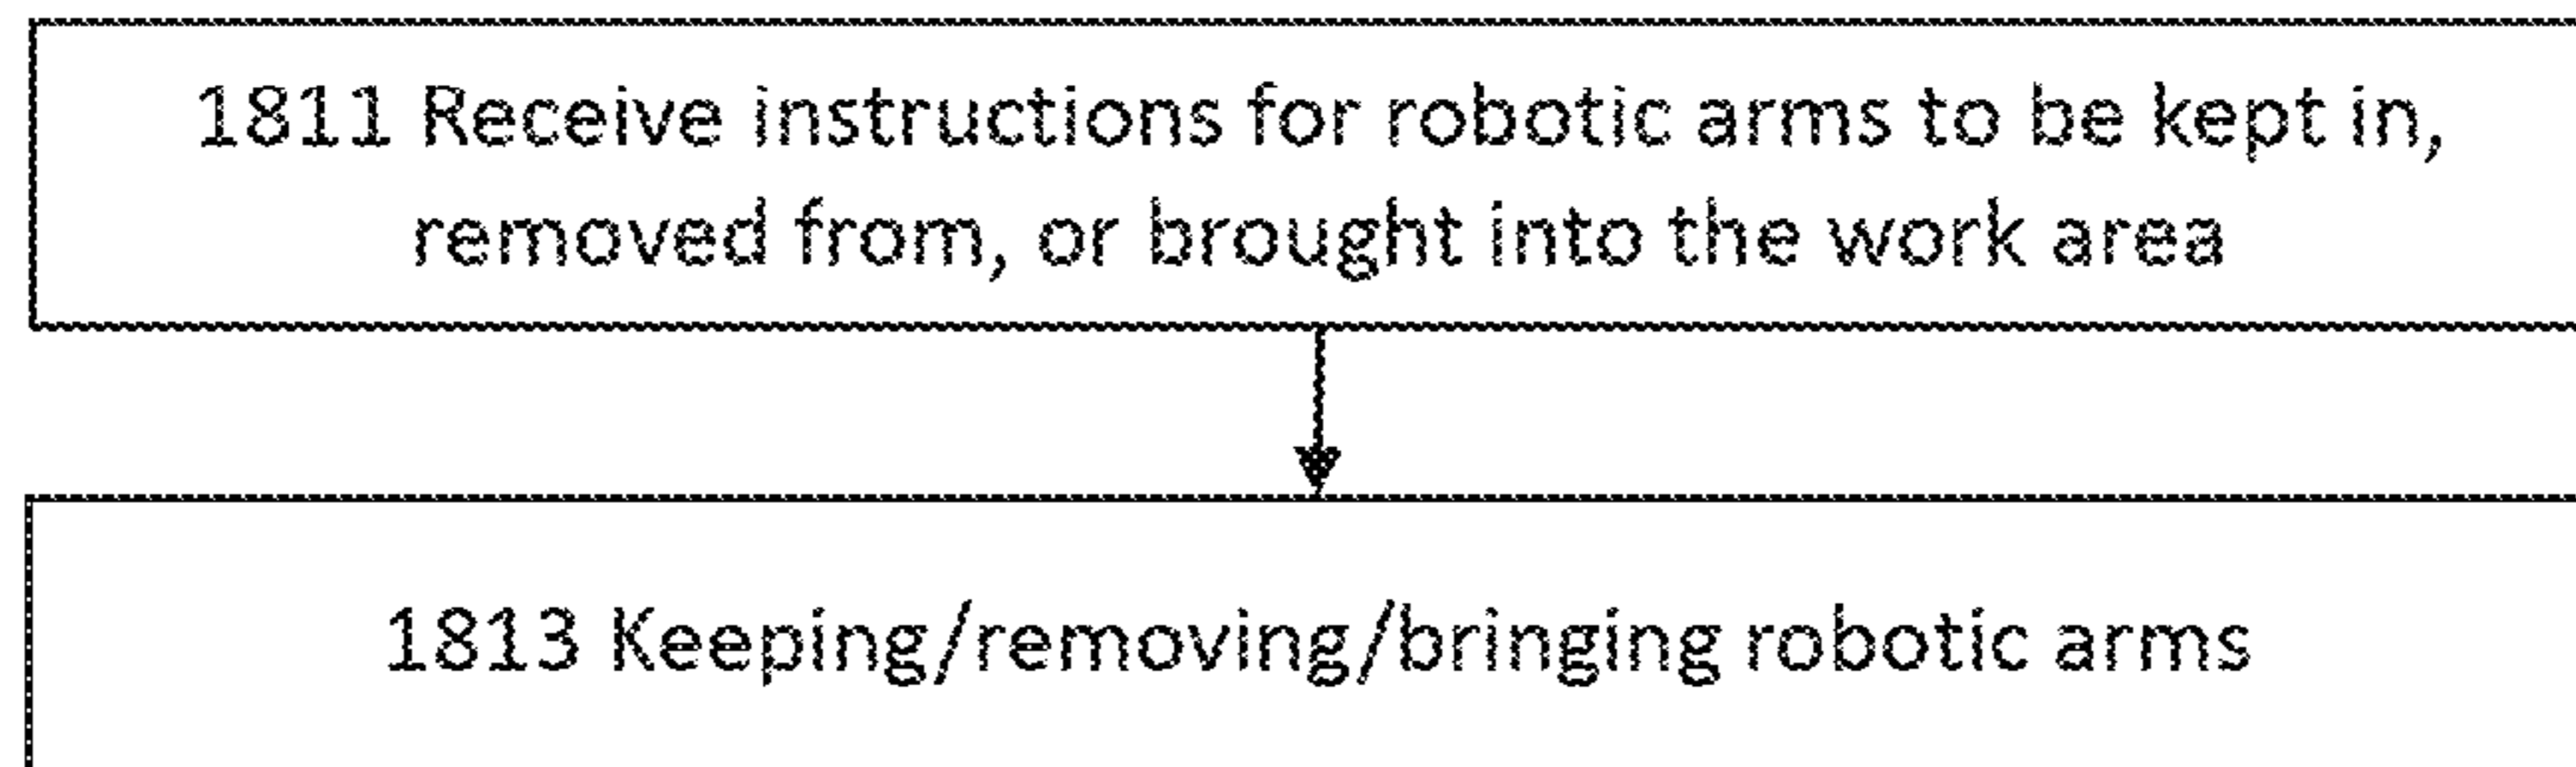 1811 Receive instructions for robotic arms to be kept in,
removed from, or brought into the work area
1813 Keeping/removing/bringing robotic arms